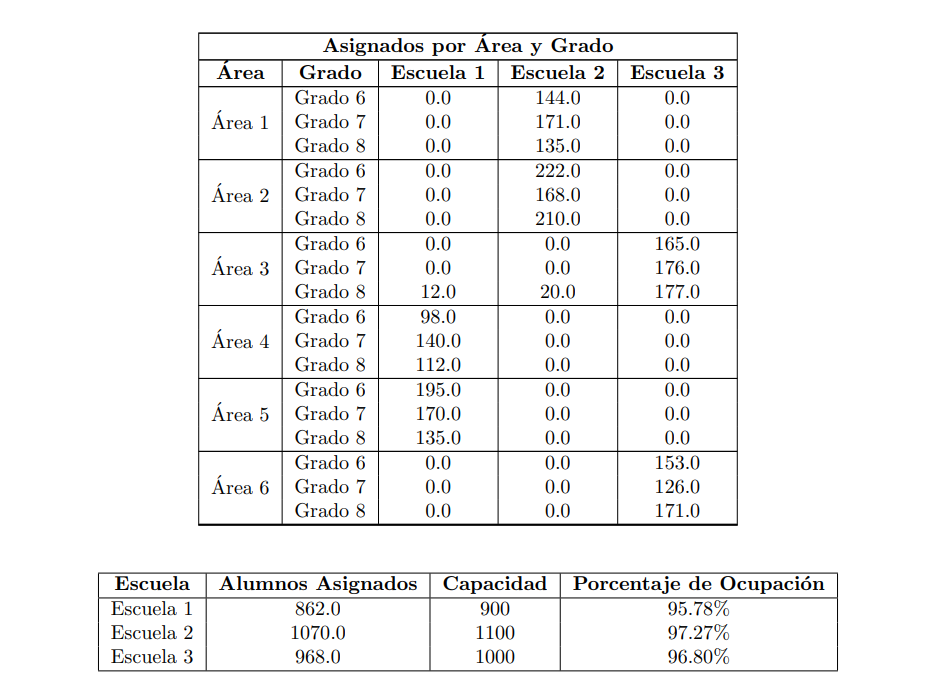 Asignados por Área y Grado
Área Grado Escuela 1 Escuela 2 Escuela 3
Área 1
Grado 6 0.0 144.0 0.0
Grado 7 0.0 171.0 0.0
Grado 8 0.0 135.0 0.0
Área 2
Grado 6 0.0 222.0 0.0
Grado 7 0.0 168.0 0.0
Grado 8 0.0 210.0 0.0
Área 3
Grado 6 0.0 0.0 165.0
Grado 7 0.0 0.0 176.0
Grado 8 12.0 20.0 177.0
Área 4
Grado 6 98.0 0.0 0.0
Grado 7 140.0 0.0 0.0
Grado 8 112.0 0.0 0.0
Área 5
Grado 6 195.0 0.0 0.0
Grado 7 170.0 0.0 0.0
Grado 8 135.0 0.0 0.0
Área 6
Grado 6 0.0 0.0 153.0
Grado 7 0.0 0.0 126.0
Grado 8 0.0 0.0 171.0
Escuela Alumnos Asignados Capacidad Porcentaje de Ocupación
Escuela 1 862.0 900 95.78%
Escuela 2 1070.0 1100 97.27%
Escuela 3 968.0 1000 96.80%